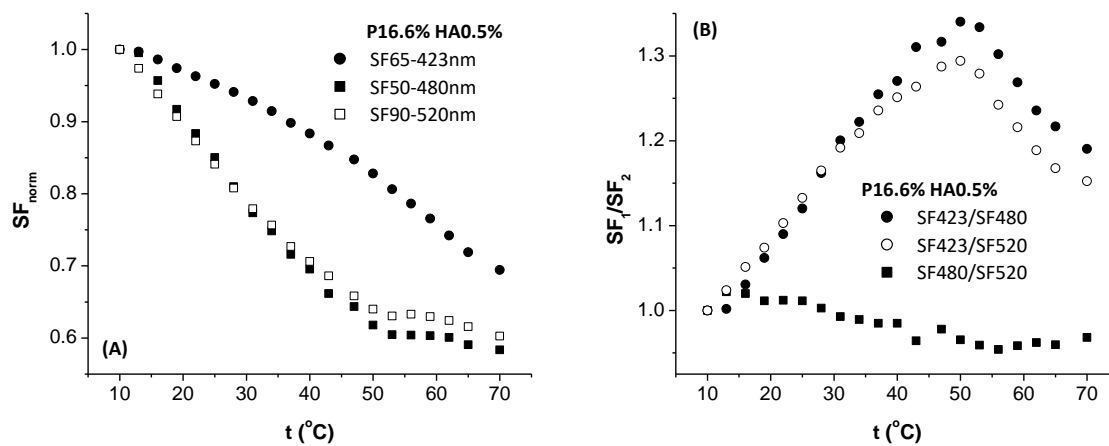 P16.6% HA0.5%
SF65-423nm
SF50-480nm
SF90-520nm
SFnorm
1.0
0.9
0.8
0.7
0.6
(A)
10 20 30 40 50 60 70
t (°C)
(B)
SF1/SF2
1.3
1.2
1.1
1.0
P16.6% HA0.5%
SF423/SF480
SF423/SF520
SF480/SF520
10 20 30 40 50 60 70
t (°C)